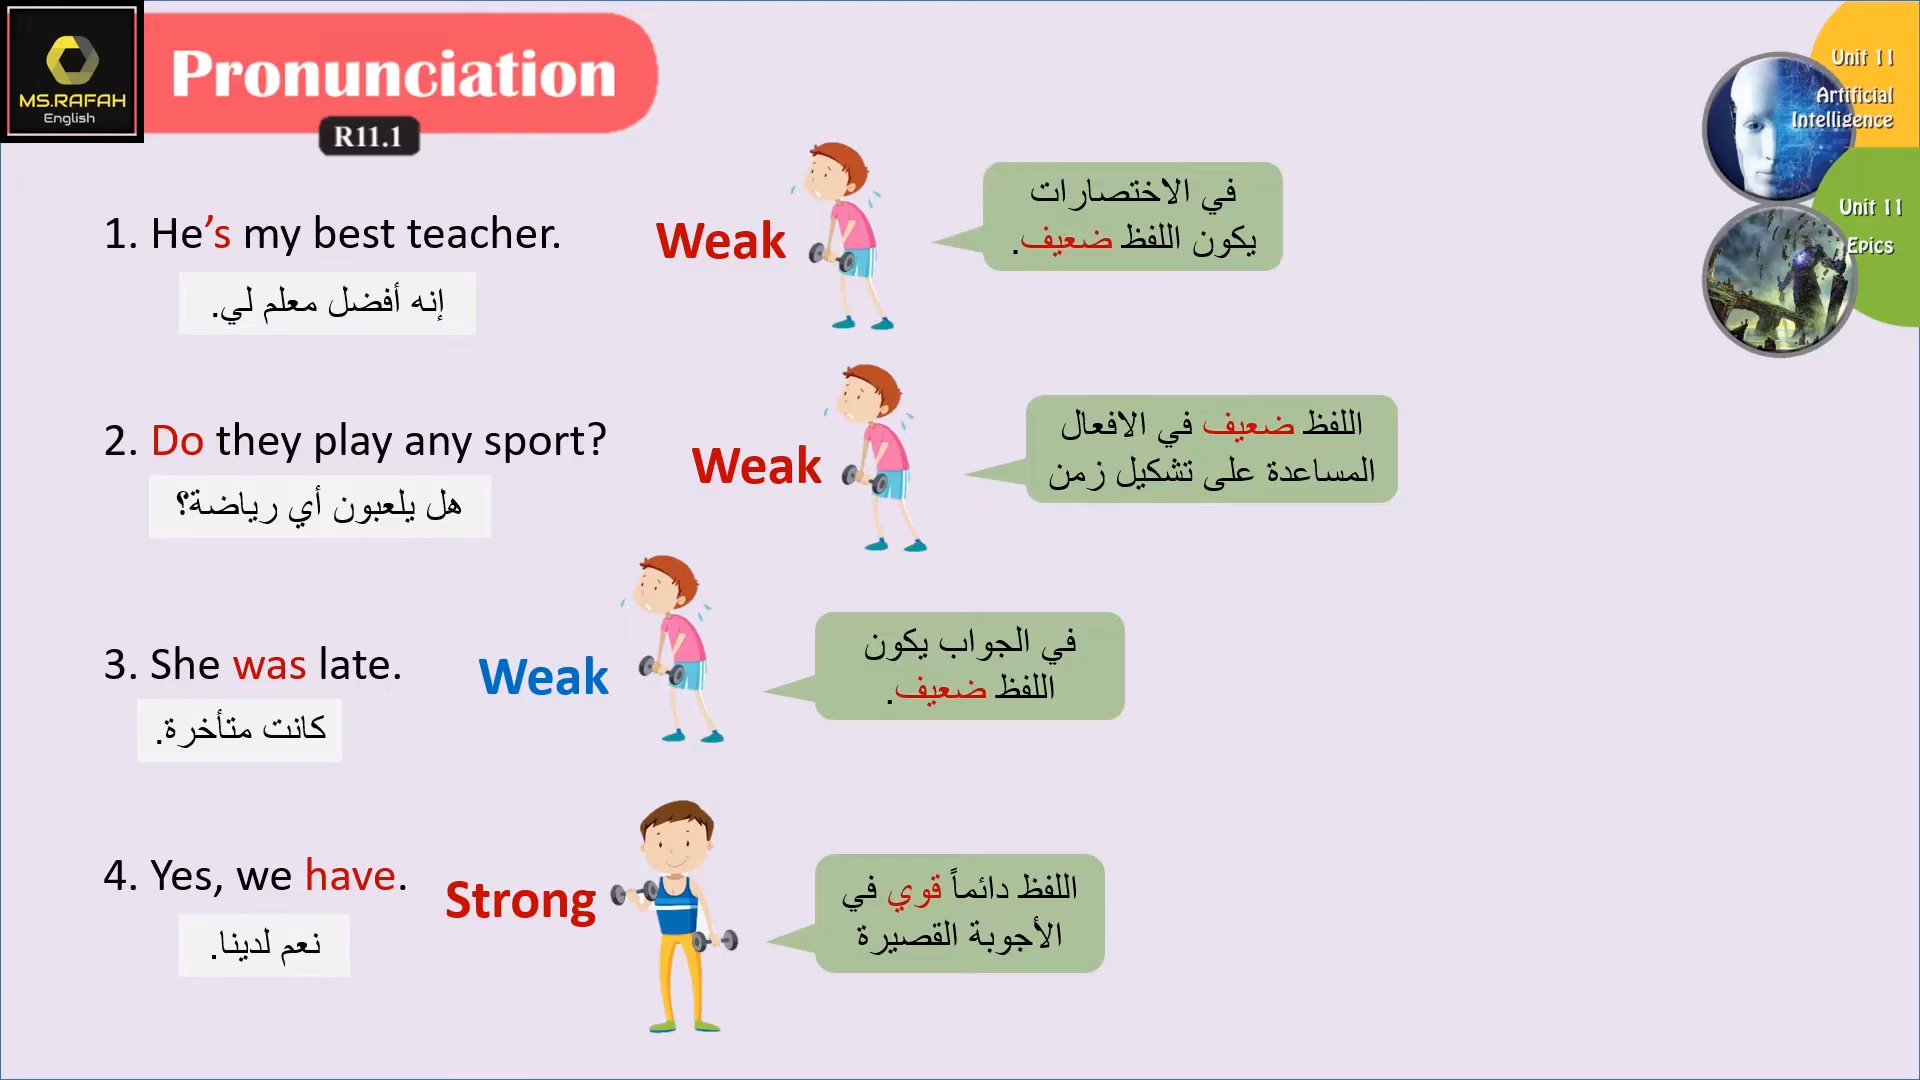 MS.RAFAH
English
Pronunciation
R11.1
Unit 11
Artificial
Intelligence
Unit 11
Epics
1. He's my best teacher.
إنه أفضل معلم لي.
Weak
في الاختصارات
يكون اللفظ ضعيف.
2. Do they play any sport?
هل يلعبون أي رياضة؟
Weak
اللفظ ضعيف في الافعال
المساعدة على تشكيل زمن
3. She was late.
كانت متأخرة.
Weak
في الجواب يكون
اللفظ ضعيف.
4. Yes, we have.
نعم لدينا.
Strong
اللفظ دائماً قوي في
الأجوبة القصيرة